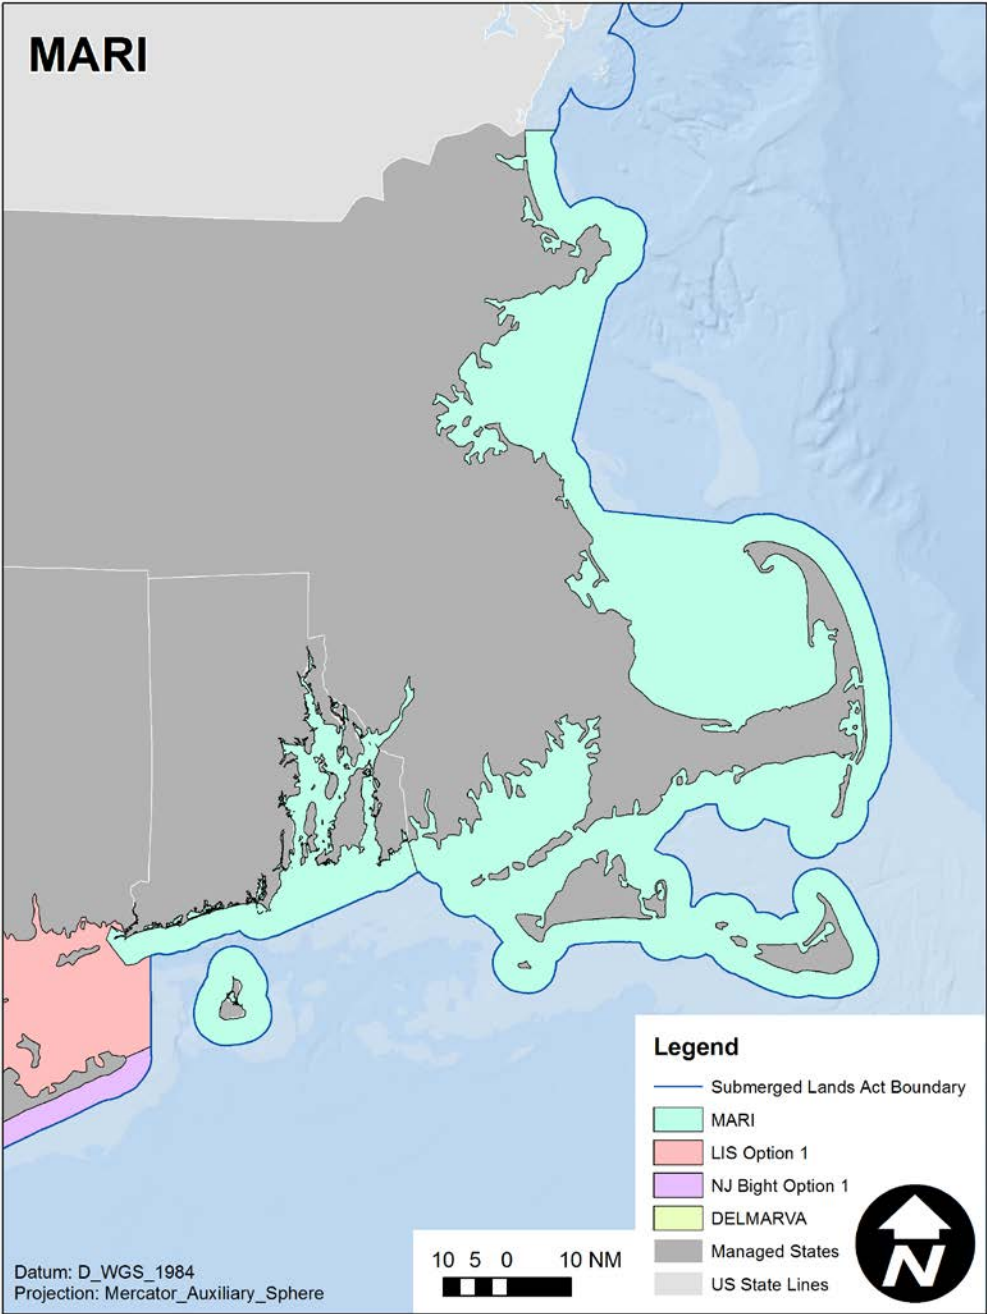 MARI
Legend
Submerged Lands Act Boundary
MARI
LIS Option 1
NJ Bight Option 1
DELMARVA
Managed States
US State Lines
N
10 5 0 10 NM
Datum: D_WGS_1984
Projection: Mercator_Auxiliary_Sphere